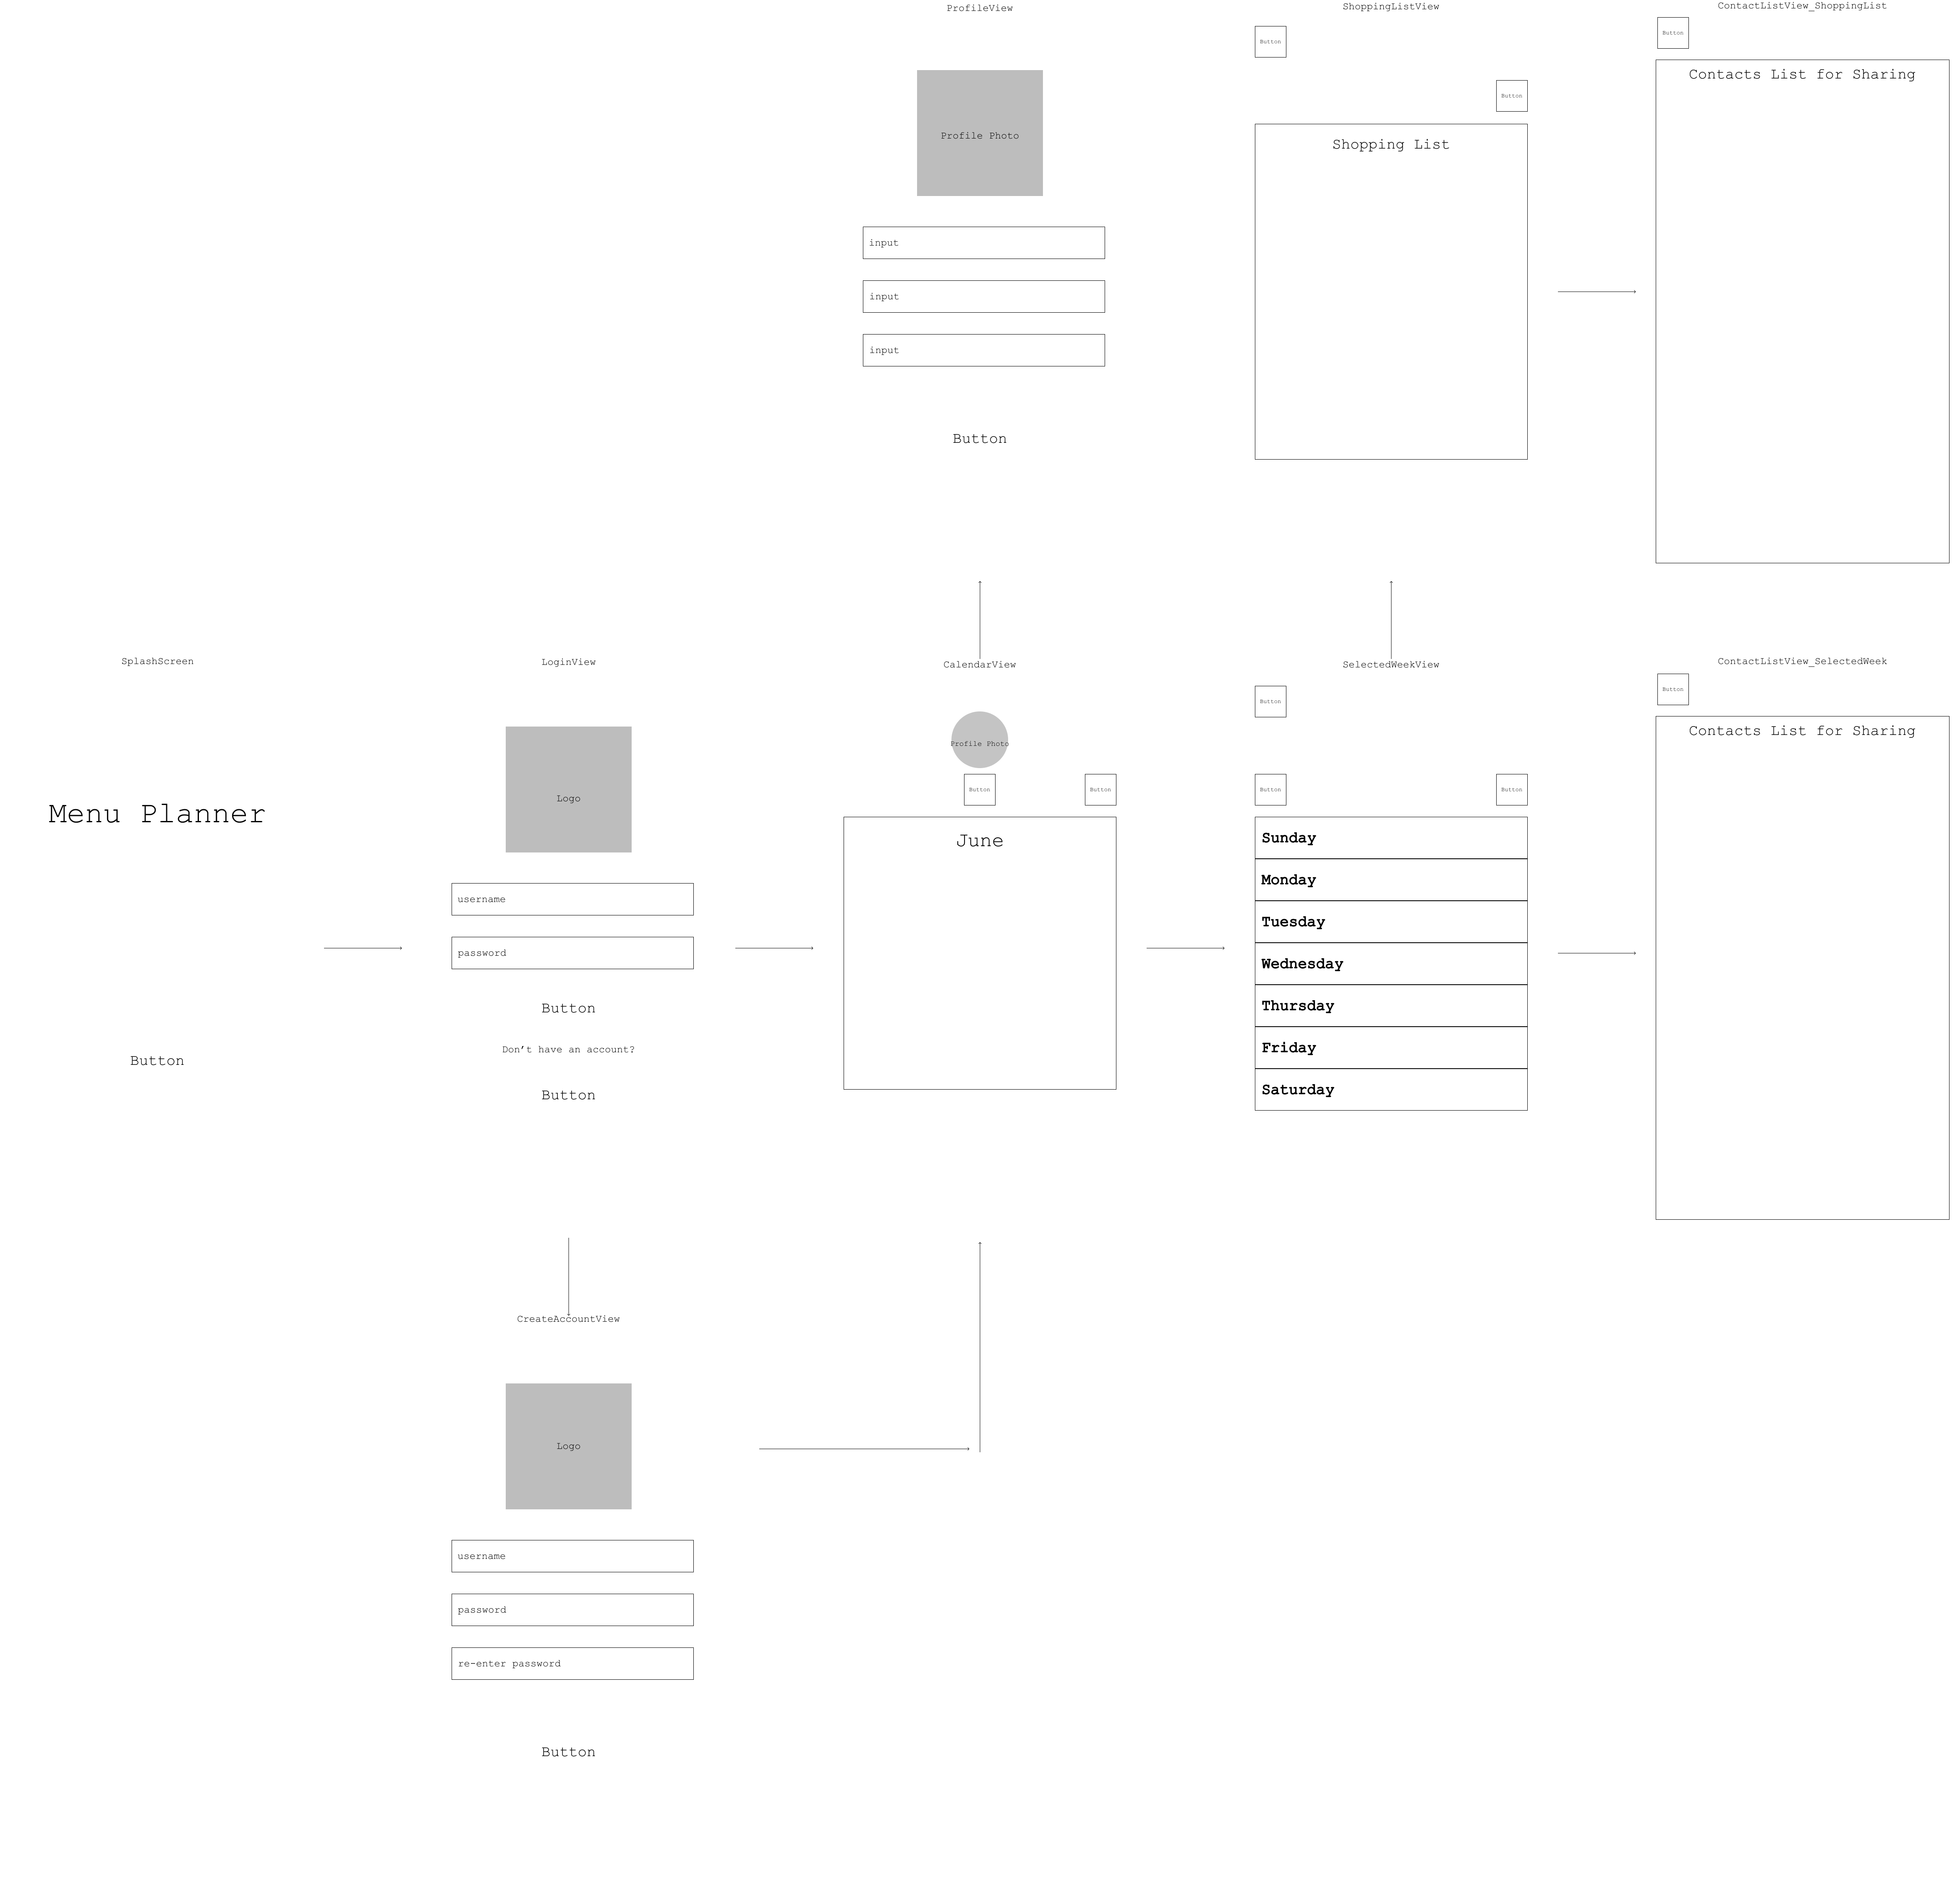 ProfileView
Profile Photo
input
input
input
Button
ShoppingListView
Button
Button
Shopping List
ContactListView_ShoppingList
Button
Contacts List for Sharing
SplashScreen
Menu Planner
Button
LoginView
Logo
username
password
Button
Don’t have an account?
Button
CalendarView
Profile Photo
Button
Button
June
SelectedWeekView
Button
Button
Button
Sunday
Monday
Tuesday
Wednesday
Thursday
Friday
Saturday
ContactListView_SelectedWeek
Button
Contacts List for Sharing
CreateAccountView
Logo
username
password
re-enter password
Button